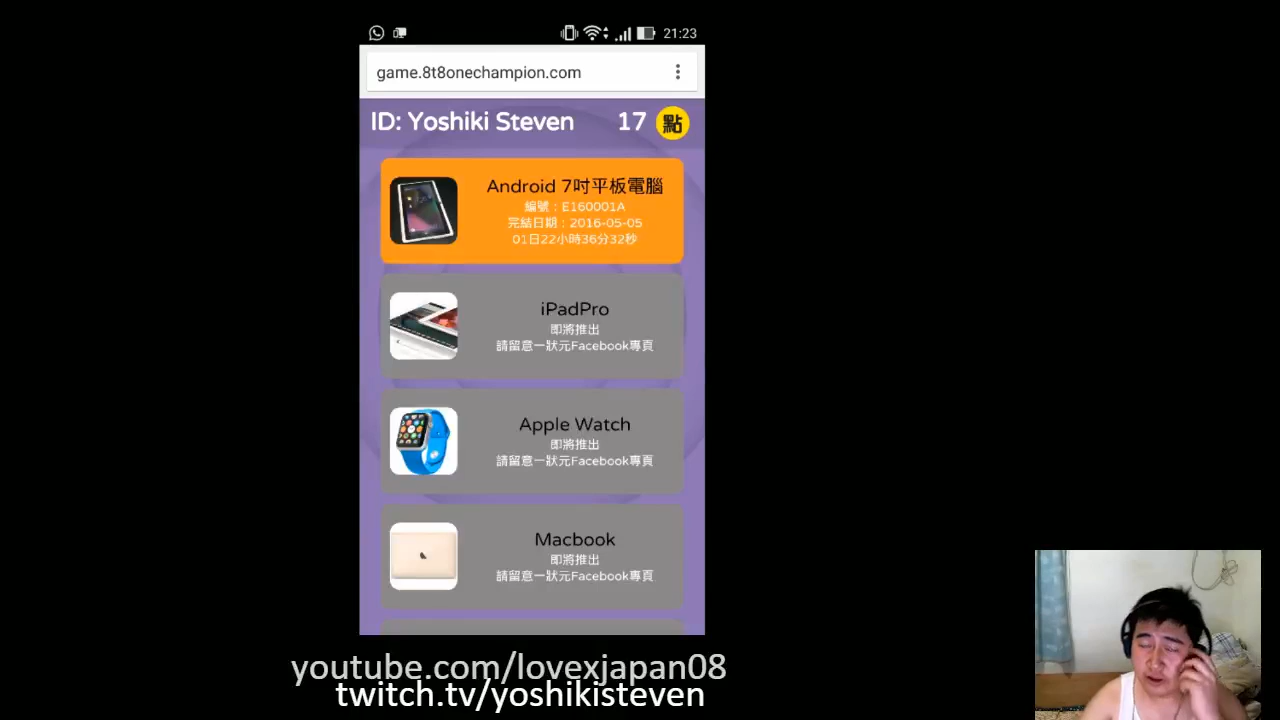 21:23
game.8t8onechampion.com
ID: Yoshiki Steven 17 點
Android 7吋平板電腦
編號：E160001A
完結日期：2016-05-05
01日22小時36分32秒
iPadPro
即將推出
請留意一狀元Facebook專頁
Apple Watch
即將推出
請留意一狀元Facebook專頁
Macbook
即將推出
請留意一狀元Facebook專頁
youtube.com/lovexjapan08
twitch.tv/yoshikisteven